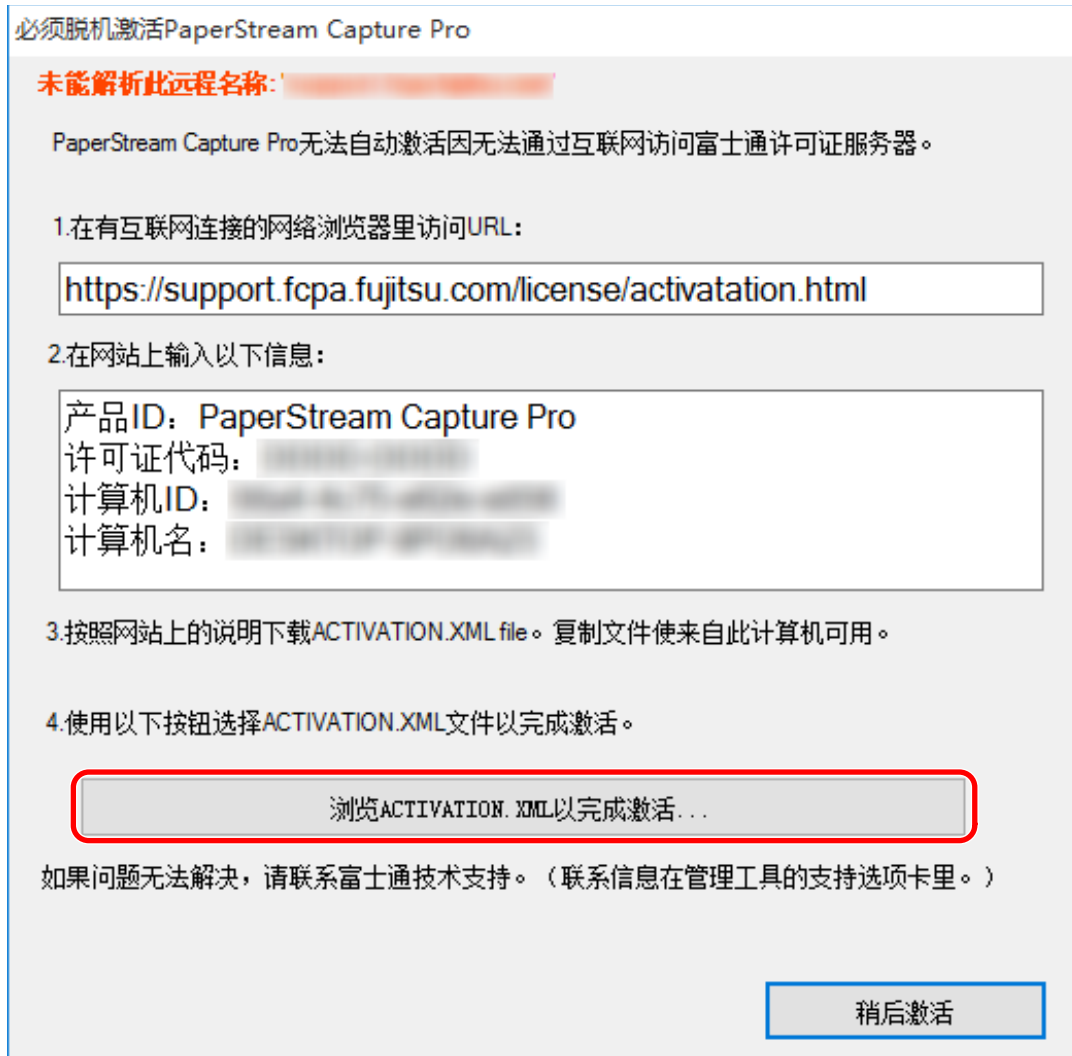 必须脱机激活PaperStream Capture Pro
未能解析此远程名称:
PaperStream Capture Pro无法自动激活因无法通过互联网访问富士通许可证服务器。
1.在有互联网连接的网络浏览器里访问URL：
https://support.fcpa.fujitsu.com/license/activatation.html
2.在网站上输入以下信息：
产品ID：PaperStream Capture Pro
许可证代码：
计算机ID：
计算机名：
3.按照网站上的说明下载ACTIVATION.XML file。复制文件使来自此计算机可用。
4.使用以下按钮选择ACTIVATION.XML文件以完成激活。
浏览ACTIVATION.XML以完成激活...
如果问题无法解决，请联系富士通技术支持。（联系信息在管理工具的支持选项卡里。）
稍后激活